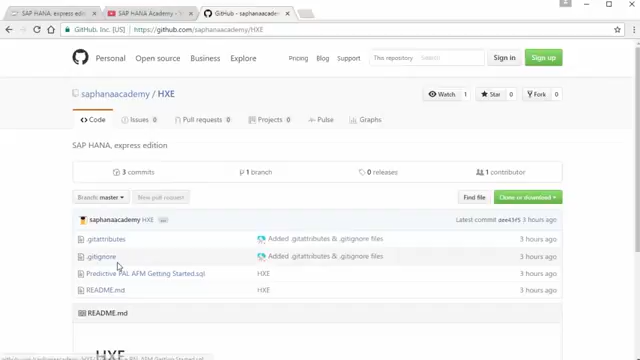 SAP HANA, express edition
SAP HANA Academy -
GitHub - saphanaacademy/
GitHub, Inc. [US]
https://github.com/saphanaacademy/HXE
Personal
Open source
Business
Explore
Pricing
Blog
Support
This repository
Search GitHub
Sign in
Sign up
saphanaacademy / HXE
Watch 1
Star 0
Fork 0
Code
Issues 0
Pull requests 0
Projects 0
Pulse
Graphs
SAP HANA, express edition
3 commits
1 branch
0 releases
1 contributor
Branch: master
New pull request
Find file
Clone or download
saphanaacademy HXE ...
Latest commit
3 hours ago
.gitattributes
Added .gitattributes & .gitignore files
3 hours ago
.gitignore
Added .gitattributes & .gitignore files
3 hours ago
Predictive PAL AFM Getting Started.sql
HXE
3 hours ago
README.md
HXE
3 hours ago
README.md
HXE